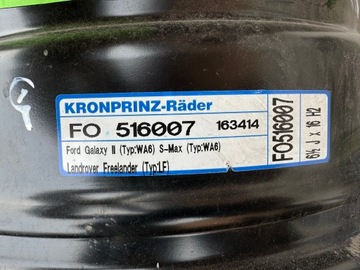 KRONPRINZ-Räder
FO 516007 163414
Ford Galaxy II (Typ:WA6) S-Max (Typ:WA6)
Landrover Freelander (Typ:LF)
FO516007
6½ J x 16 H2